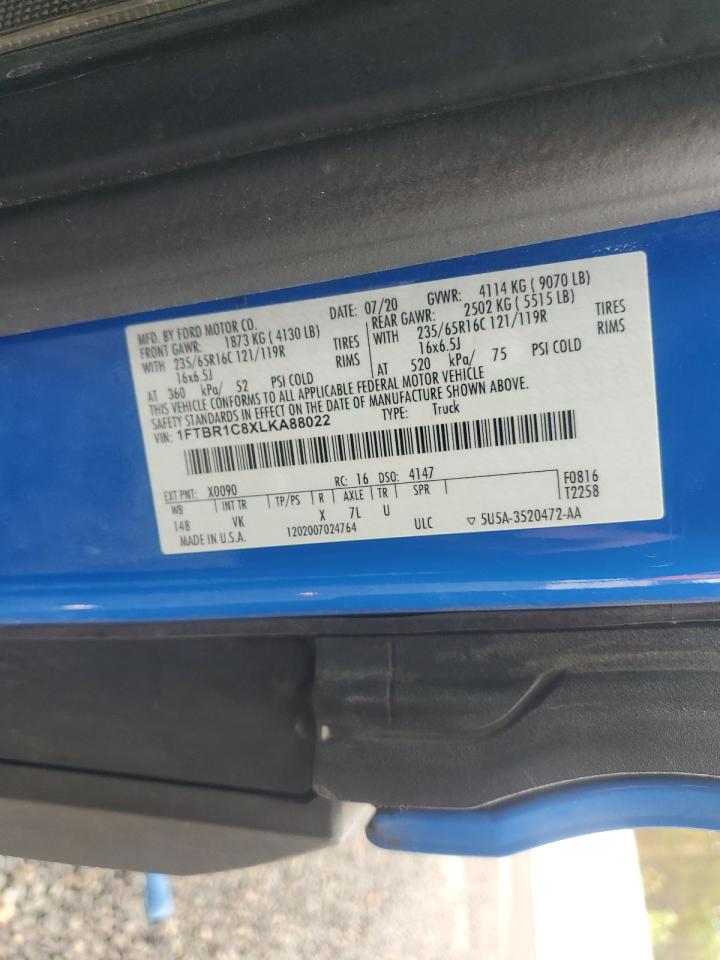 MFD. BY FORD MOTOR CO. DATE: 07/20 GVWR: 4114 KG ( 9070 LB)
FRONT GAWR: 1873 KG ( 4130 LB) REAR GAWR: 2502 KG ( 5515 LB)
WITH 235/65R16C 121/119R TIRES WITH 235/65R16C 121/119R TIRES
16x6.5J RIMS 16x6.5J RIMS
AT 360 kPa/ 52 PSI COLD AT 520 kPa/ 75 PSI COLD
THIS VEHICLE CONFORMS TO ALL APPLICABLE FEDERAL MOTOR VEHICLE
SAFETY STANDARDS IN EFFECT ON THE DATE OF MANUFACTURE SHOWN ABOVE.
VIN: 1FTBR1C8XLKA88022 TYPE: Truck
EXT PNT: X0090 RC: 16 DSO: 4147 F0816
WB INT TR TP/PS R AXLE TR SPR T2258
148 VK X 7L U
MADE IN U.S.A. 1202007024764 ULC ▽ 5U5A-3520472-AA